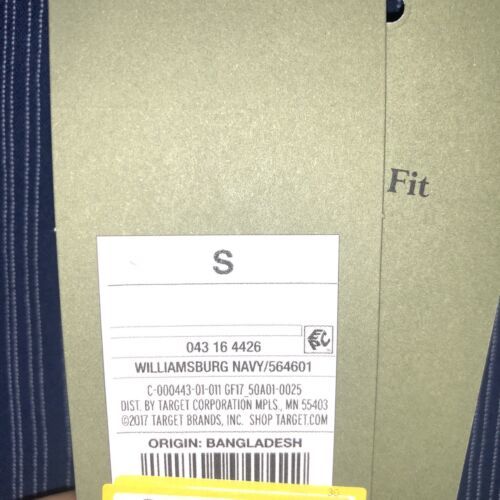 Fit
S
043 16 4426
WILLIAMSBURG NAVY/564601
C-000443-01-011 GF17_50A01-0025
DIST. BY TARGET CORPORATION MPLS., MN 55403
©2017 TARGET BRANDS, INC. SHOP TARGET.COM
ORIGIN: BANGLADESH